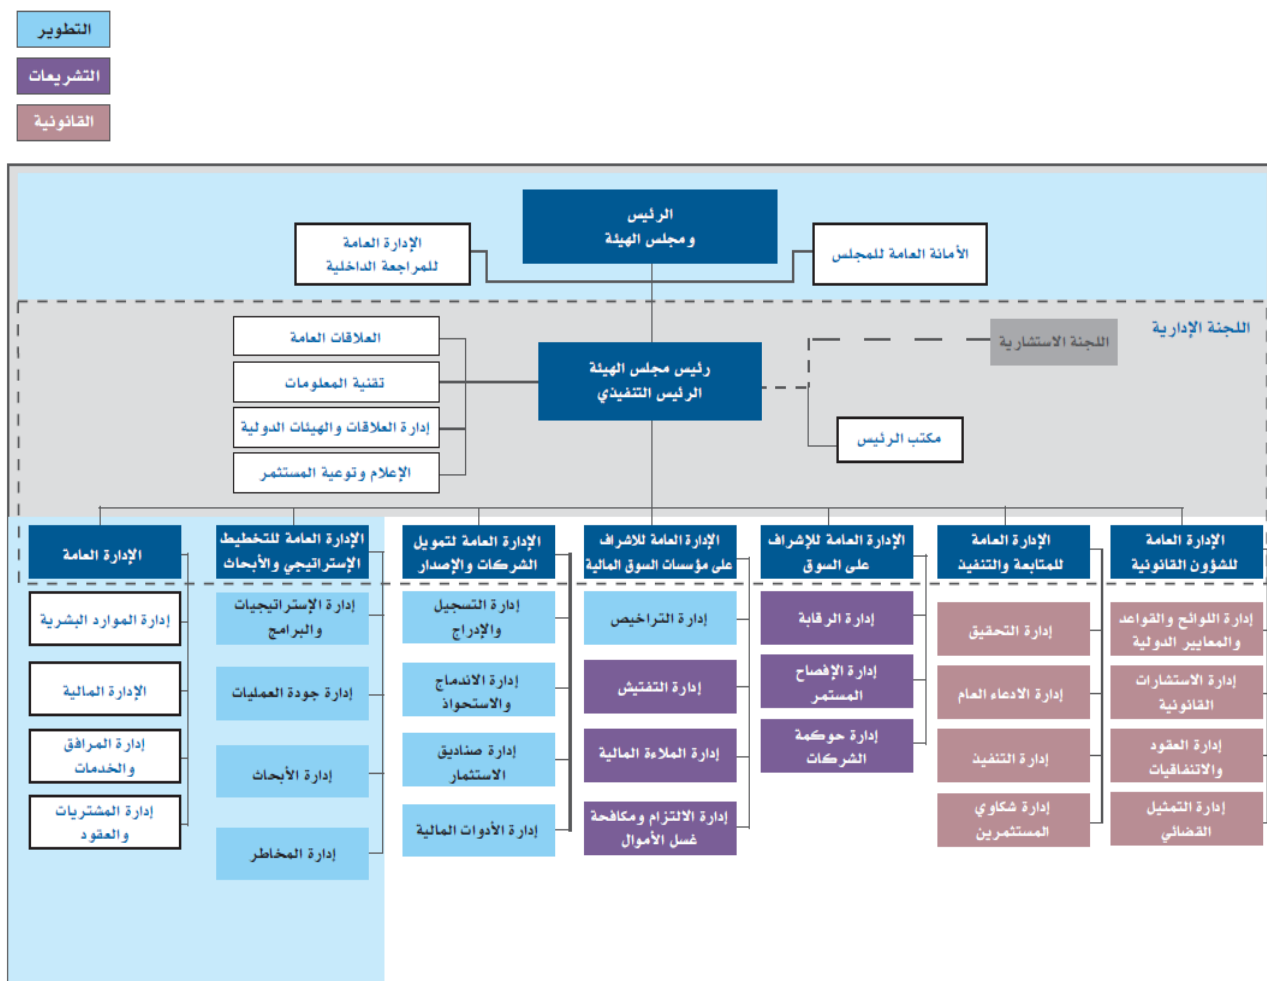 التطوير
التشريعات
القانونية
الرئيس
ومجلس الهيئة
الأمانة العامة للمجلس
الإدارة العامة
للمراجعة الداخلية
اللجنة الإدارية
اللجنة الاستشارية
رئيس مجلس الهيئة
الرئيس التنفيذي
مكتب الرئيس
العلاقات العامة
تقنية المعلومات
إدارة العلاقات والهيئات الدولية
الإعلام وتوعية المستثمر
الإدارة العامة
للشؤون القانونية
إدارة اللوائح والقواعد
والمعايير الدولية
إدارة الاستشارات
القانونية
إدارة العقود
والاتنفاقيات
إدارة التمثيل
القضائي
الإدارة العامة
للمتابعة والتنفيذ
إدارة التحقيق
إدارة الادعاء العام
إدارة التنفيذ
إدارة شكاوي
المستثمرين
الإدارة العامة للإشراف
على السوق
إدارة الرقابة
إدارة الإفصاح
المستمر
إدارة حوكمة
الشركات
الإدارة العامة للاشراف
على مؤسسات السوق المالية
إدارة التراخيص
إدارة التفتيش
إدارة الملاءة المالية
إدارة الالتزام ومكافحة
غسل الأموال
الإدارة العامة لتمويل
الشركات والإصدار
إدارة التسجيل
والإدراج
إدارة الاندماج
والاستحواذ
إدارة صناديق
الاستثمار
إدارة الأدوات المالية
الإدارة العامة للتخطيط
الإستراتيجي والأبحاث
إدارة الإستراتيجيات
والبرامج
إدارة جودة العمليات
إدارة الأبحاث
إدارة المخاطر
الإدارة العامة
إدارة الموارد البشرية
الإدارة المالية
إدارة المرافق
والخدمات
إدارة المشتريات
والعقود